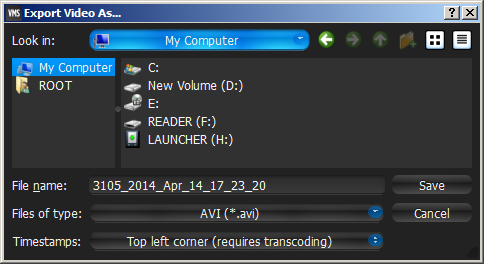 VMS Export Video As...
Look in: My Computer
My Computer
ROOT
C:
New Volume (D:)
E:
READER (F:)
LAUNCHER (H:)
File name: 3105_2014_Apr_14_17_23_20 Save
Files of type: AVI (*.avi) Cancel
Timestamps: Top left corner (requires transcoding)